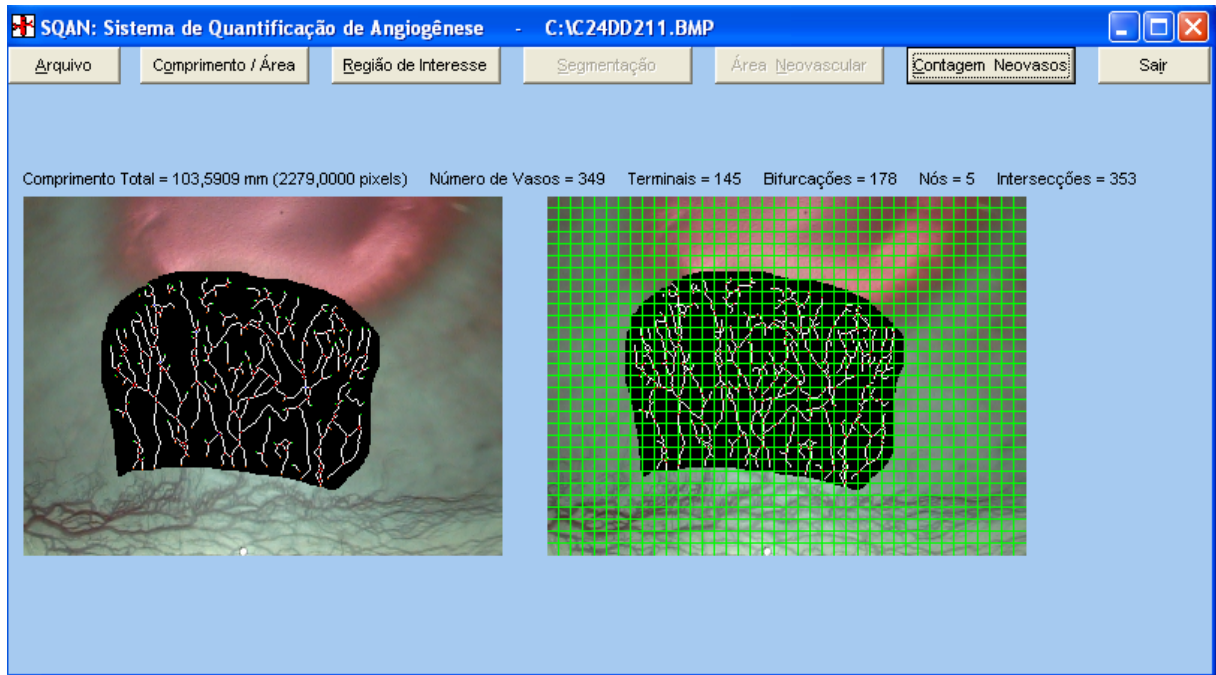 SQAN: Sistema de Quantificação de Angiogênese - C:\C24DD211.BMP
Arquivo Comprimento / Área Região de Interesse Segmentação Área Neovascular Contagem Neovasos Sair
Comprimento Total = 103,5909 mm (2279,0000 pixels) Número de Vasos = 349 Terminais = 145 Bifurcações = 178 Nós = 5 Intersecções = 353